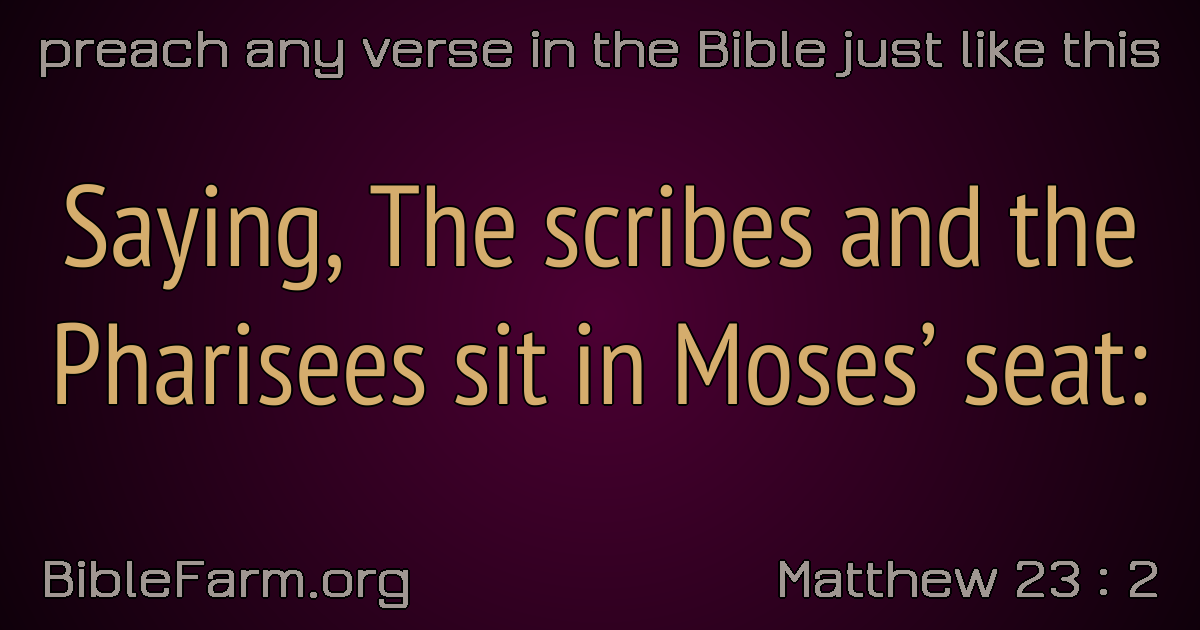 preach any verse in the Bible just like this
Saying, The scribes and the
Pharisees sit in Moses’ seat:
BibleFarm.org
Matthew 23 : 2